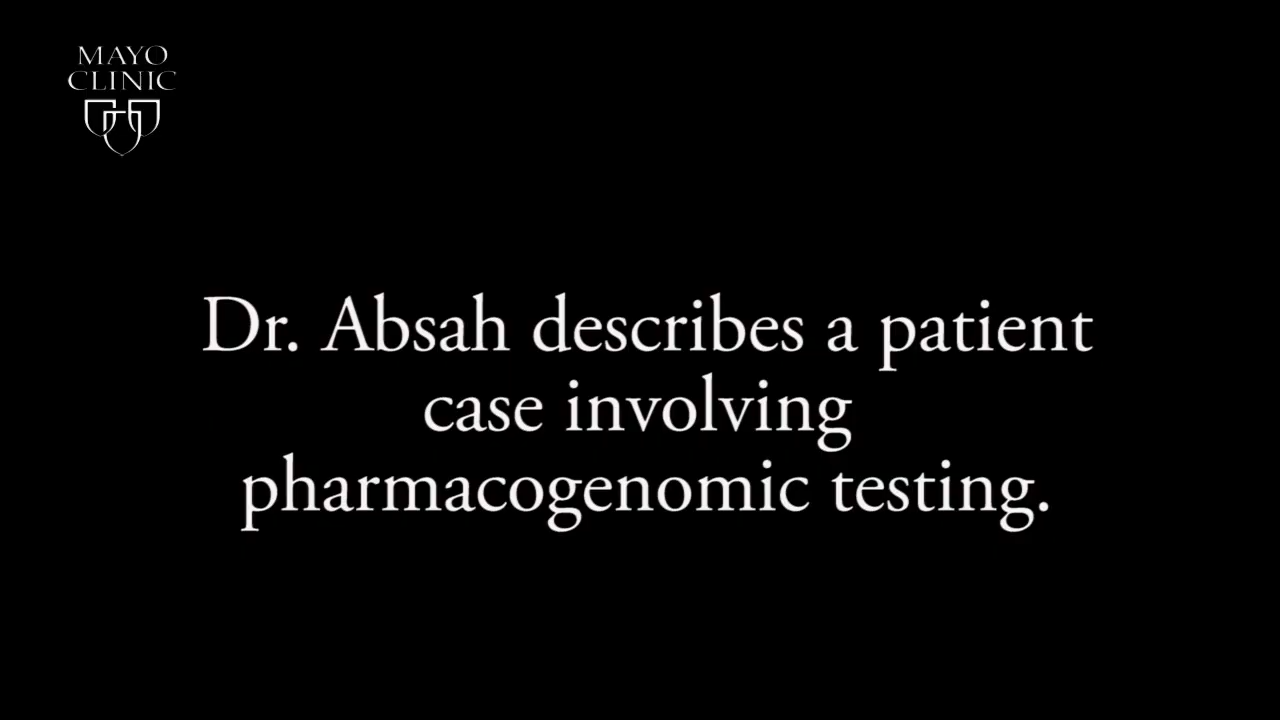 MAYO
CLINIC
Dr. Absah describes a patient
case involving
pharmacogenomic testing.